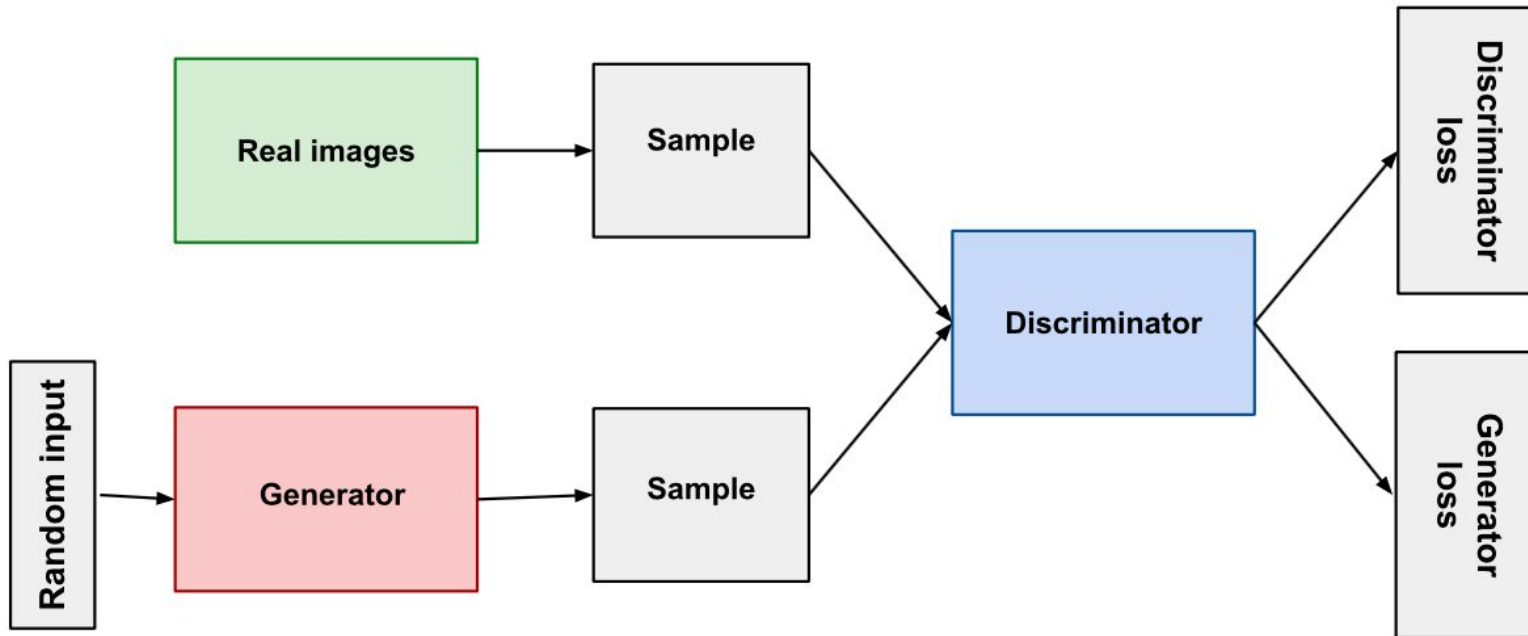 Real images
Sample
Discriminator
loss
Discriminator
Random input
Generator
Sample
Generator
loss